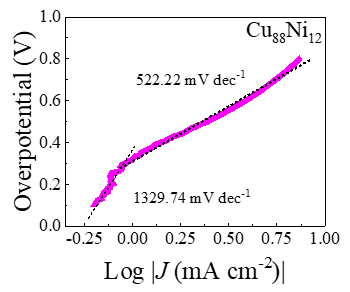 Overpotential (V)
1.0
0.8
0.6
0.4
0.2
0.0
Cu₈₈Ni₁₂
522.22 mV dec⁻¹
1329.74 mV dec⁻¹
-0.25 0.00 0.25 0.50 0.75 1.00
Log |J (mA cm⁻²)|